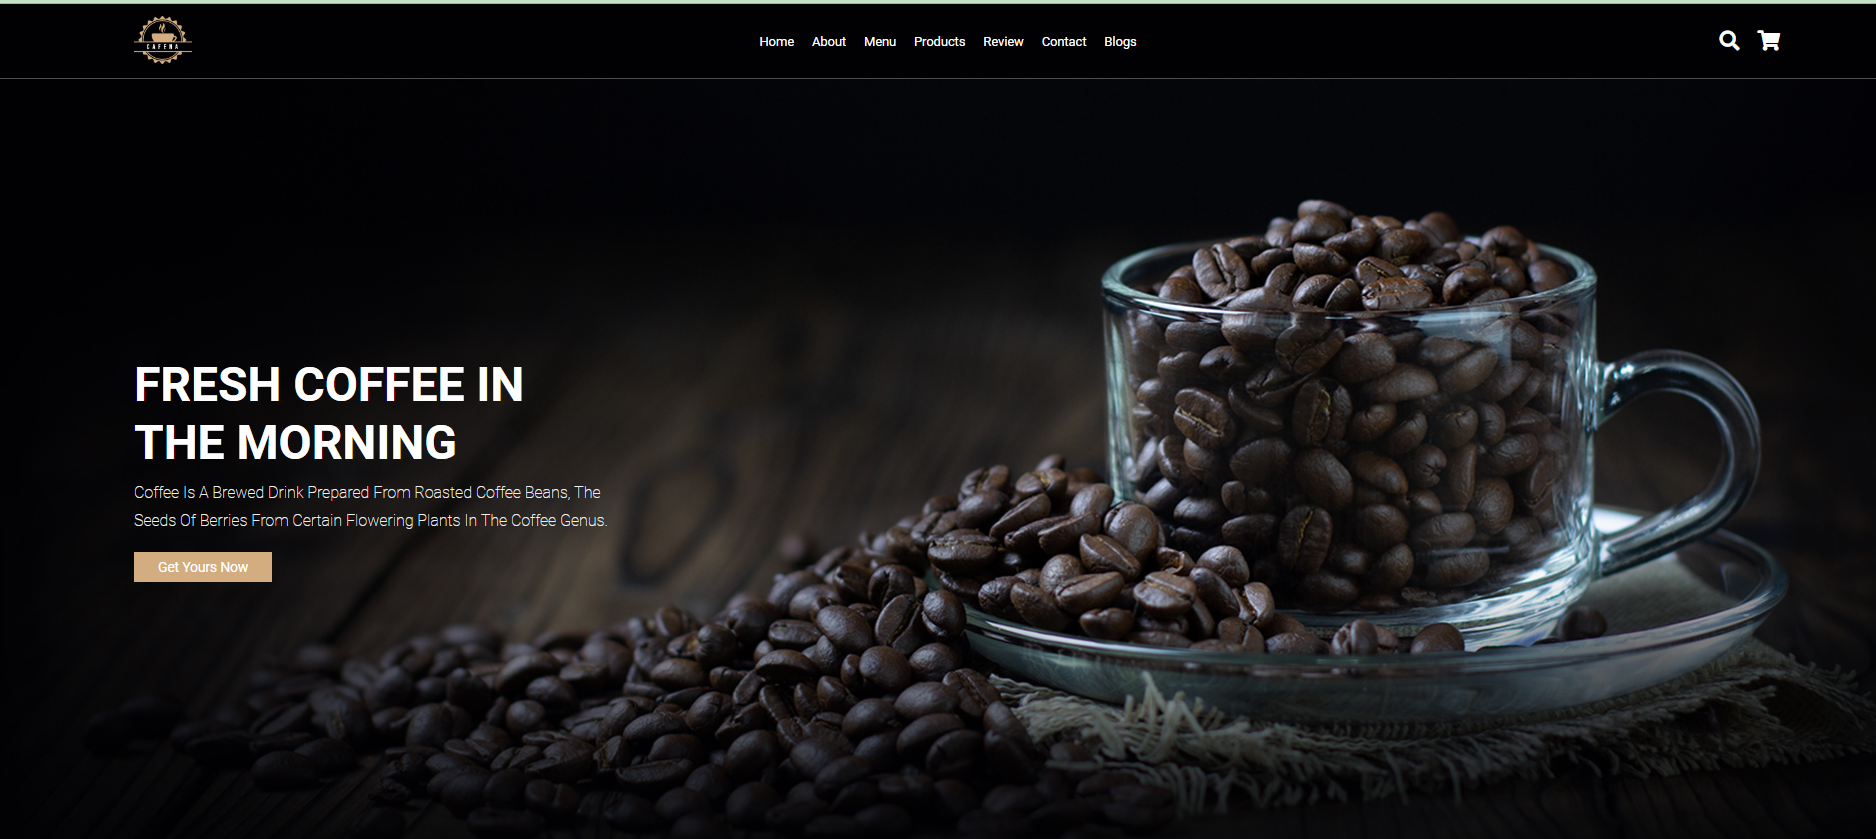 CAFENA
Home About Menu Products Review Contact Blogs
FRESH COFFEE IN
THE MORNING
Coffee Is A Brewed Drink Prepared From Roasted Coffee Beans, The
Seeds Of Berries From Certain Flowering Plants In The Coffee Genus.
Get Yours Now